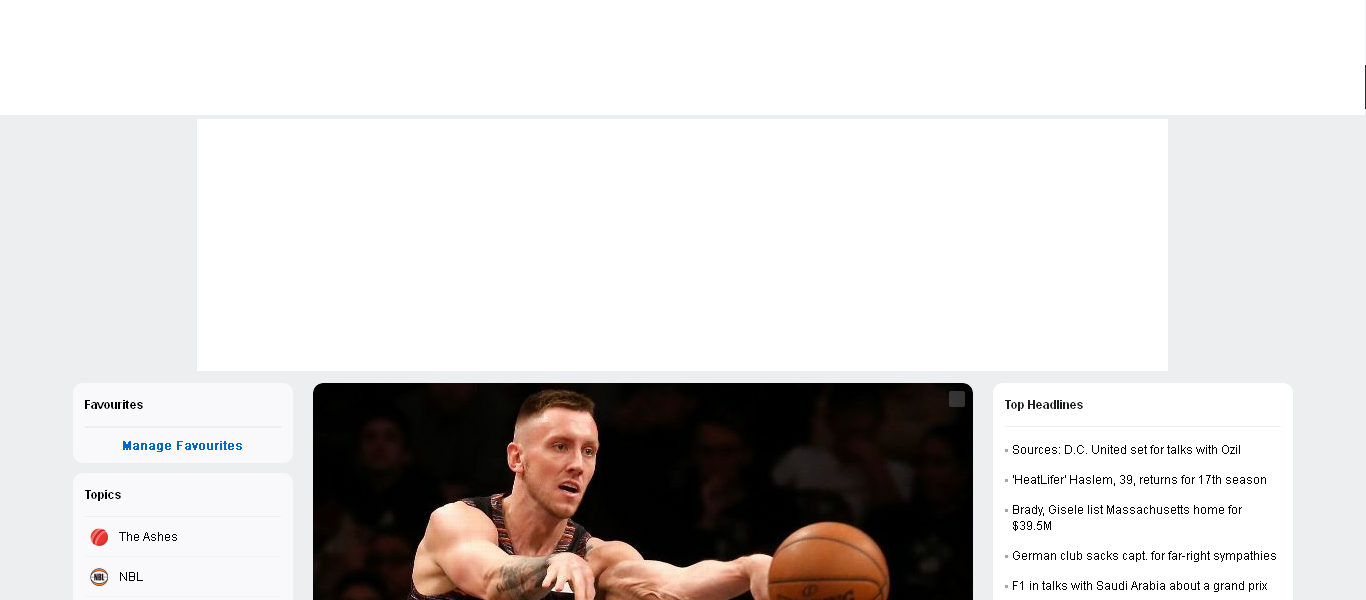 Favourites
Manage Favourites
Topics
The Ashes
NBL
NBL
Top Headlines
Sources: D.C. United set for talks with Ozil
'HeatLifer' Haslem, 39, returns for 17th season
Brady, Gisele list Massachusetts home for
$39.5M
German club sacks capt. for far-right sympathies
F1 in talks with Saudi Arabia about a grand prix